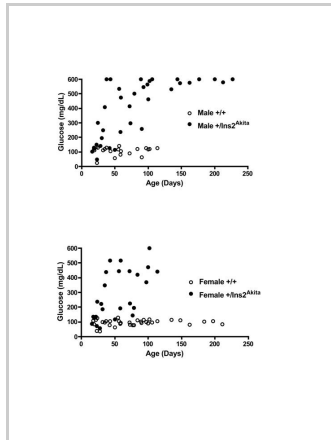 600
500
400
300
200
100
0
Glucose (mg/dL)
Male +/+
Male +/Ins2Akita
0 50 100 150 200 250
Age (Days)
600
500
400
300
200
100
0
Glucose (mg/dL)
Female +/+
Female +/Ins2Akita
0 50 100 150 200 250
Age (Days)